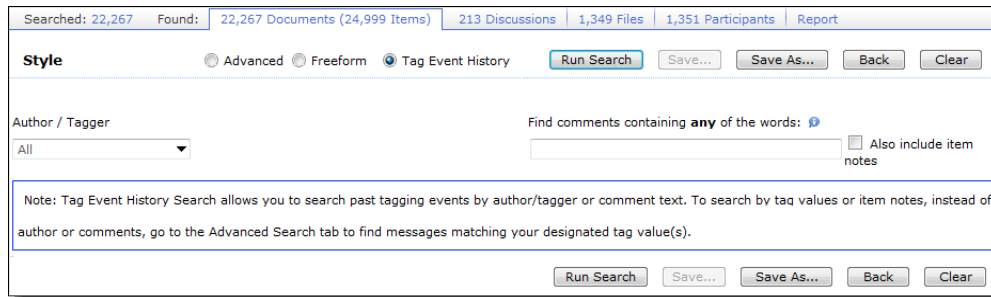 Searched: 22,267 Found: 22,267 Documents (24,999 Items) 213 Discussions 1,349 Files 1,351 Participants Report
Style Advanced Freeform Tag Event History Run Search Save... Save As... Back Clear
Author / Tagger Find comments containing any of the words:
All Also include item
notes
Note: Tag Event History Search allows you to search past tagging events by author/tagger or comment text. To search by tag values or item notes, instead of
author or comments, go to the Advanced Search tab to find messages matching your designated tag value(s).
Run Search Save... Save As... Back Clear